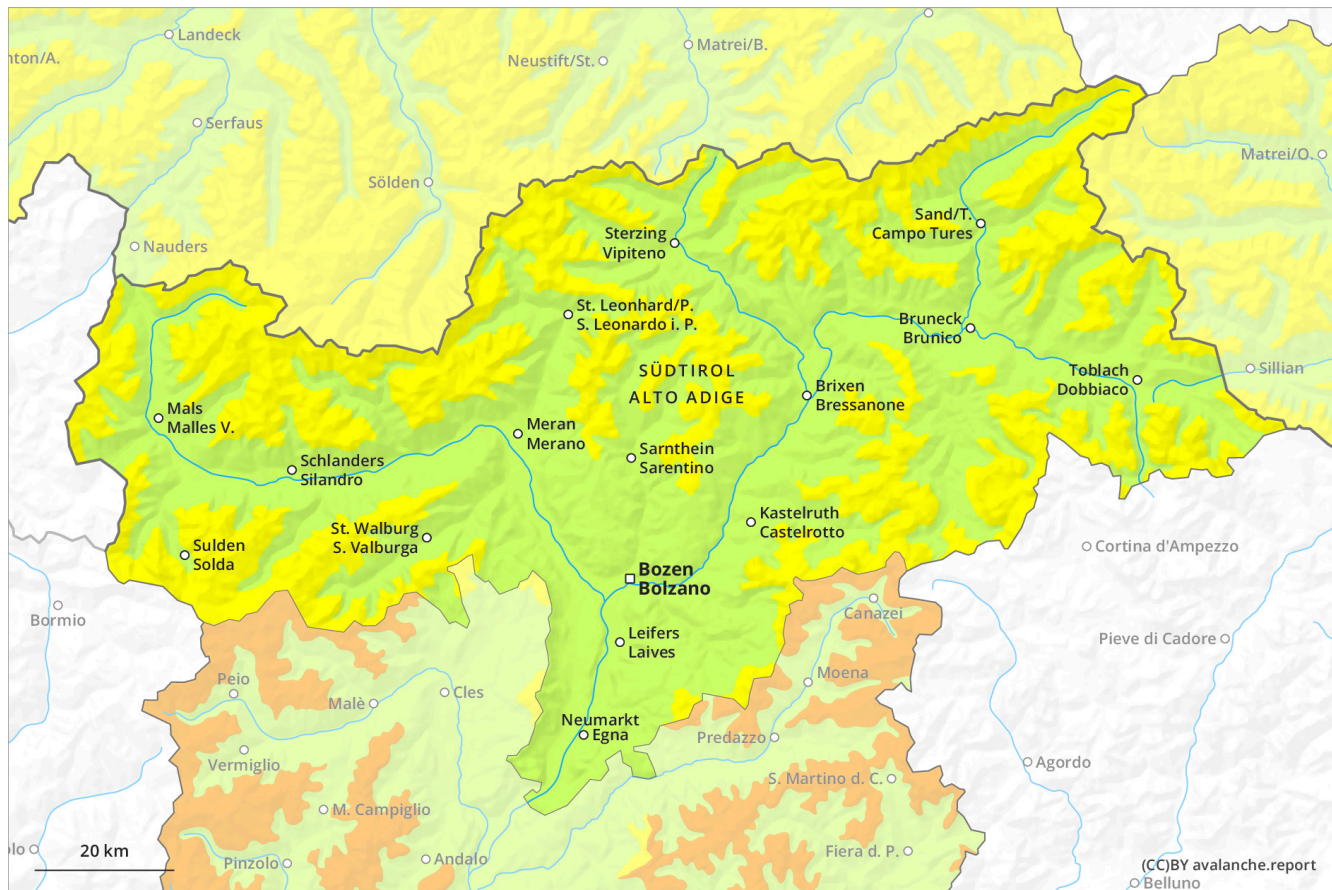 Landeck
nton/A.
Matrei/B.
Neustift/St.
Serfaus
Matrei/O.
Sölden
Sand/T.
Campo Tures
Nauders
Sterzing
Vipiteno
St. Leonhard/P.
S. Leonardo i. P.
Bruneck
Brunico
SÜDTIROL
ALTO ADIGE
Toblach
Dobbiaco
Sillian
Brixen
Bressanone
Mals
Malles V.
Meran
Merano
Schlanders
Silandro
Sarnthein
Sarentino
Kastelruth
Castelrotto
St. Walburg
S. Valburga
Sulden
Solda
Cortina d'Ampezzo
Bozen
Bolzano
Bormio
Canazei
Leifers
Laives
Pieve di Cadore
Moena
Peio
Malè
Cles
Neumarkt
Egna
Predazzo
Vermiglio
Agordo
S. Martino d. C.
M. Campiglio
olo
20 km
Pinzolo
Andalo
Fiera d. P.
(CC)BY avalanche.report
Belluno